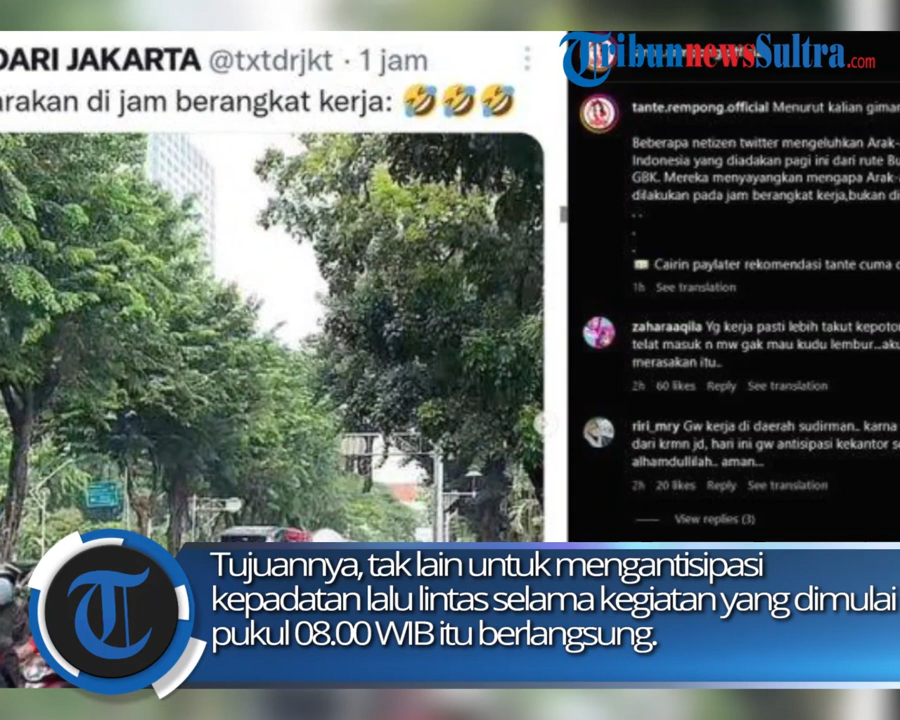 DARI JAKARTA @txtdrjkt · 1 jam
arakan di jam berangkat kerja: 🤣🤣🤣
TribunnewsSultra.com
tante.rempong.official Menurut kalian gimar
Beberapa netizen twitter mengeluhkan Arak-
Indonesia yang diadakan pagi ini dari rute Bu
GBK. Mereka menyayangkan mengapa Arak-
dilakukan pada jam berangkat kerja,bukan di
. .
.
.
Cairin paylater rekomendasi tante cuma d
1h See translation
zaharaaqila Yg kerja pasti lebih takut kepoto
telat masuk n mw gak mau kudu lembur..aku
merasakan itu..
2h 60 likes Reply See translation
riri_mry Gw kerja di daerah sudirman.. karna
dari krmn jd, hari ini gw antisipasi kekantor se
alhamdullilah.. aman...
2h 20 likes Reply See translation
View replies (3)
T
Tujuannya, tak lain untuk mengantisipasi
kepadatan lalu lintas selama kegiatan yang dimulai
pukul 08.00 WIB itu berlangsung.